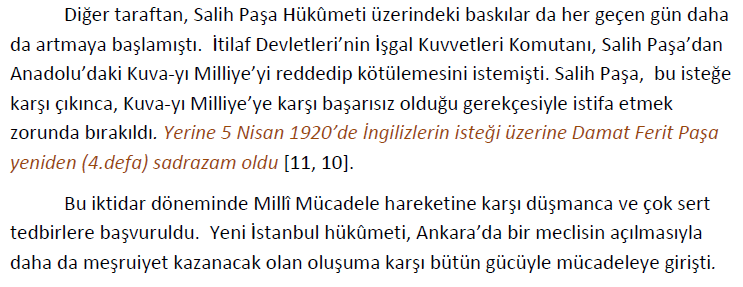 Diğer taraftan, Salih Paşa Hükûmeti üzerindeki baskılar da her geçen gün daha
da artmaya başlamıştı.  İtilaf Devletleri’nin İşgal Kuvvetleri Komutanı, Salih Paşa’dan
Anadolu’daki Kuva-yı Milliye’yi reddedip kötülemesini istemişti. Salih Paşa,  bu isteğe
karşı çıkınca, Kuva-yı Milliye’ye karşı başarısız olduğu gerekçesiyle istifa etmek
zorunda bırakıldı. Yerine 5 Nisan 1920’de İngilizlerin isteği üzerine Damat Ferit Paşa
yeniden (4.defa) sadrazam oldu [11, 10].
Bu iktidar döneminde Millî Mücadele hareketine karşı düşmanca ve çok sert
tedbirlere başvuruldu.  Yeni İstanbul hükûmeti, Ankara’da bir meclisin açılmasıyla
daha da meşruiyet kazanacak olan oluşuma karşı bütün gücüyle mücadeleye girişti.